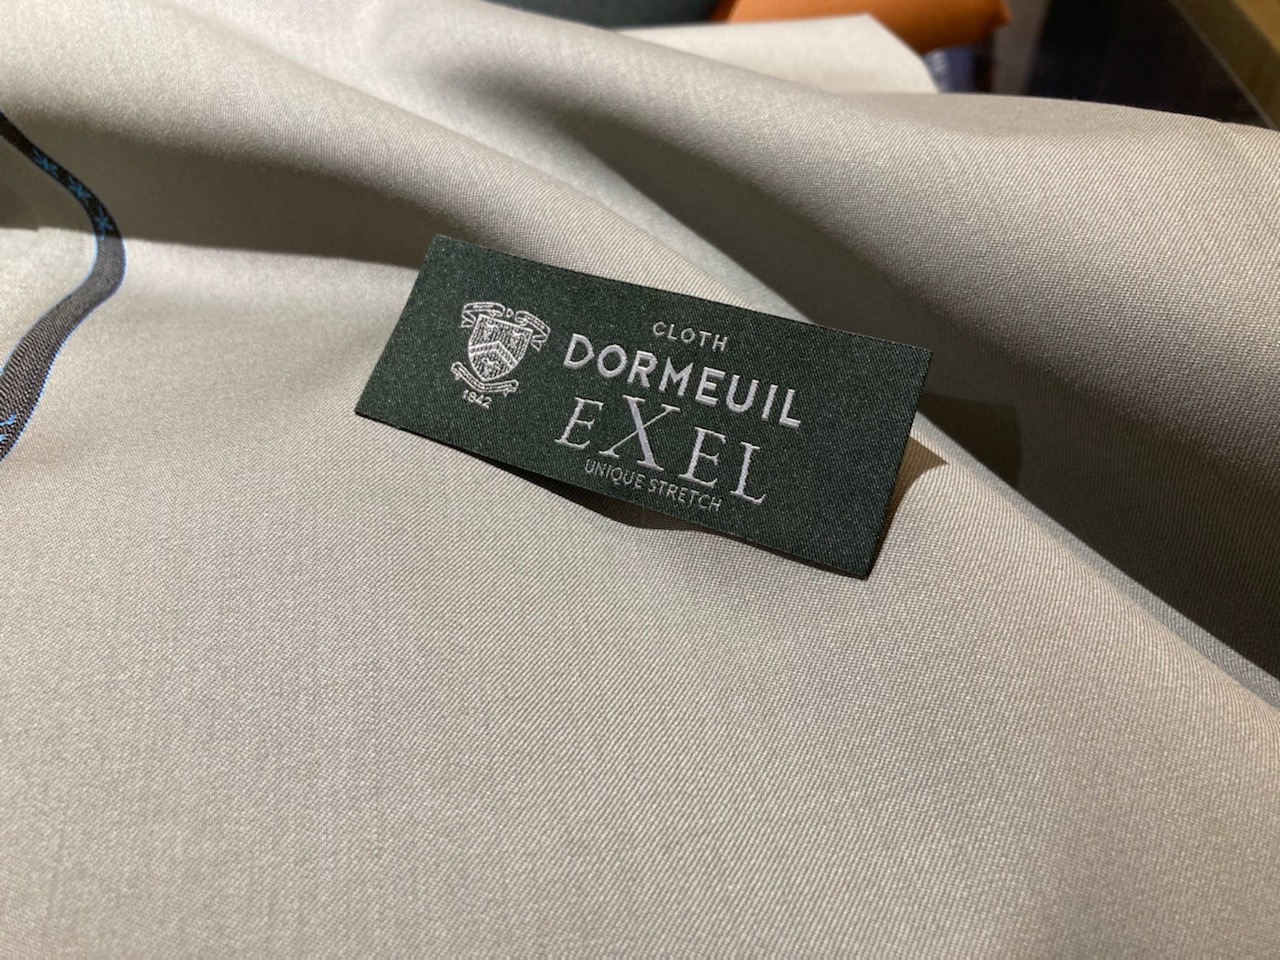 CLOTH
DORMEUIL
EXEL
UNIQUE STRETCH
1842